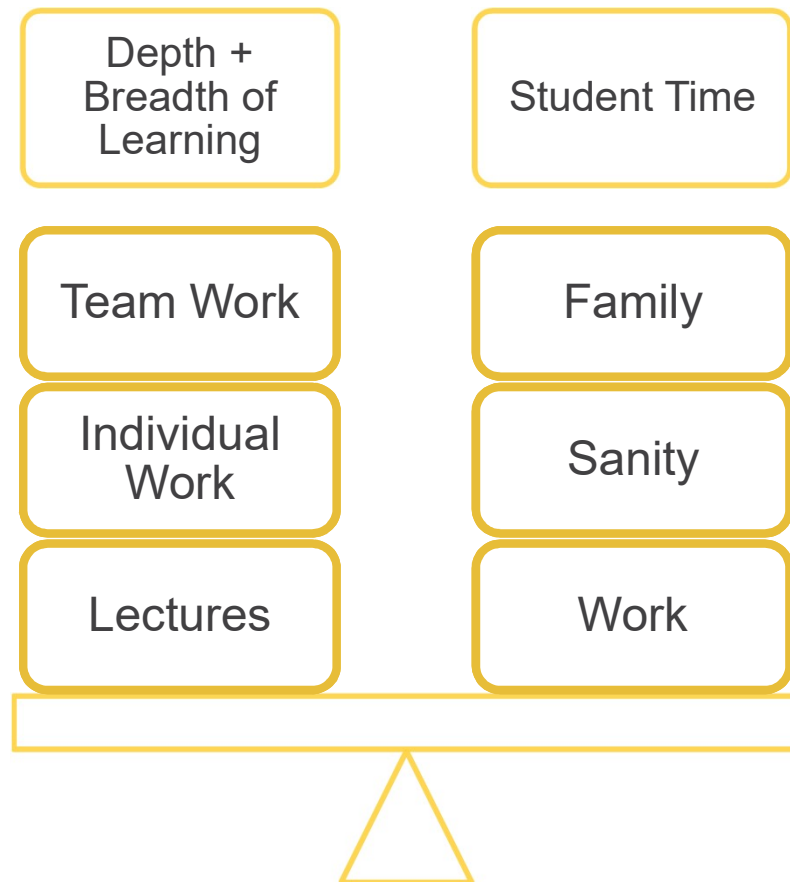 Depth +
Breadth of
Learning
Student Time
Team Work
Family
Individual
Work
Sanity
Lectures
Work